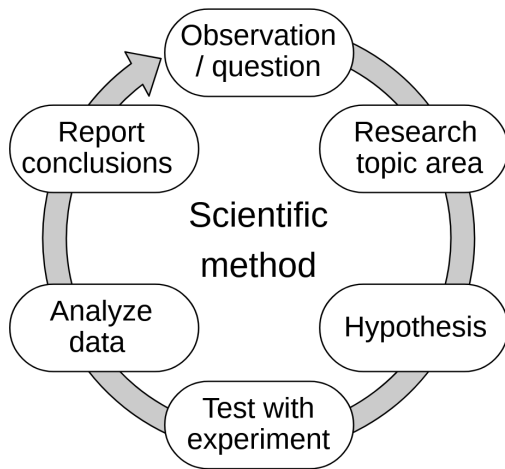 Observation
/ question
Research
topic area
Hypothesis
Test with
experiment
Analyze
data
Report
conclusions
Scientific
method